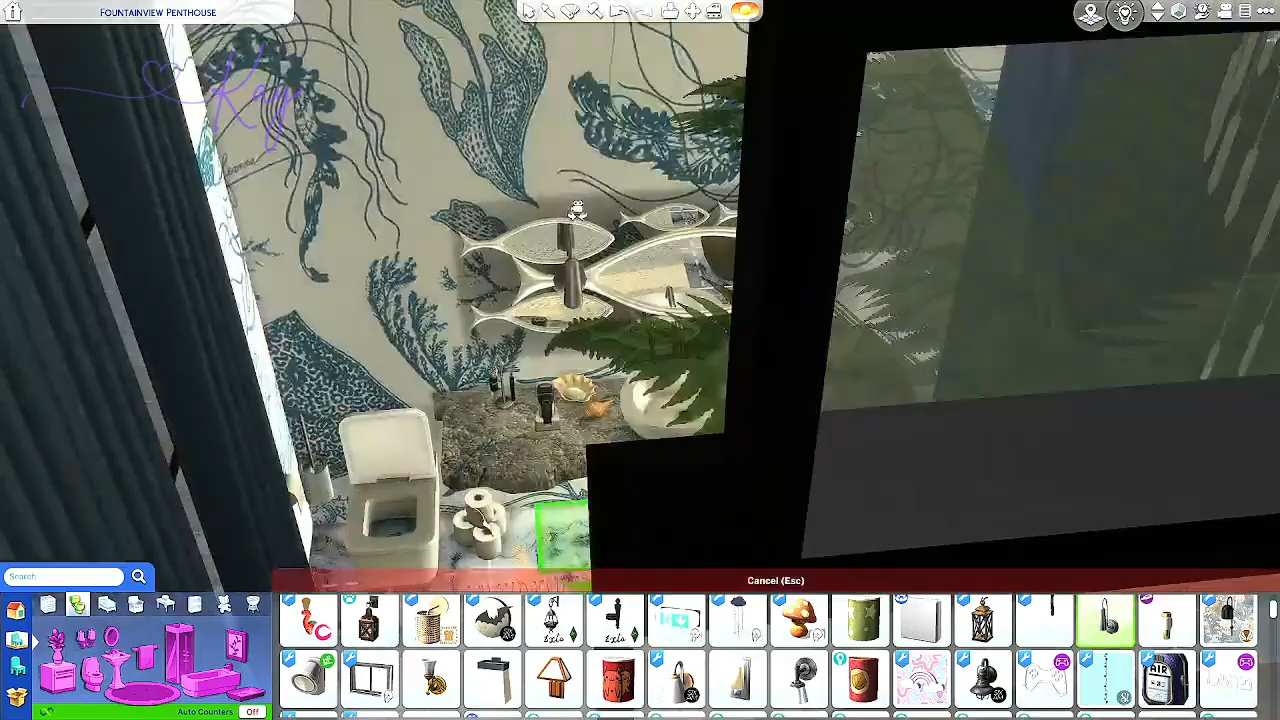 Fountainview Penthouse
Kay
Cancel (Esc)
Search
Auto Counters Off
AIR